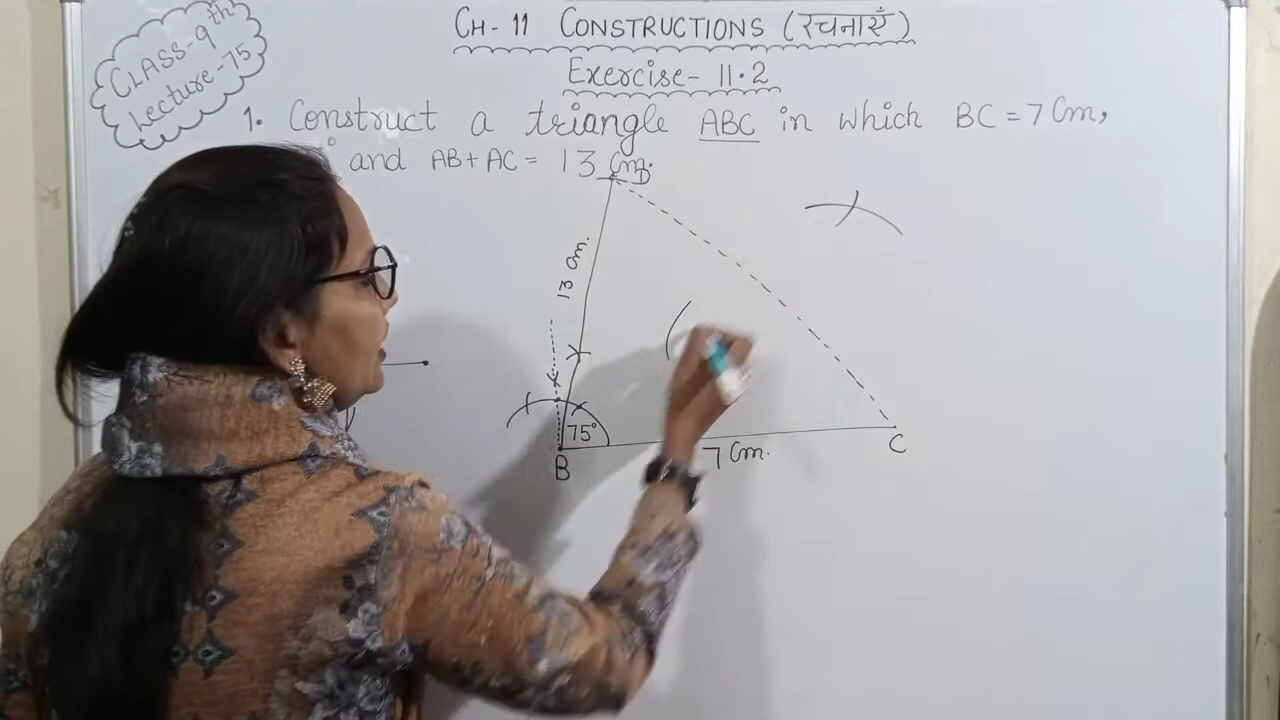 CLASS-9th
Lecture-75
CH-11 CONSTRUCTIONS (रचनाएँ)
Exercise-11.2
1. Construct a triangle ABC in which BC = 7 Cm,
° and AB+AC = 13 Cm.
D
13 cm.
75°
B
7 Cm.
C